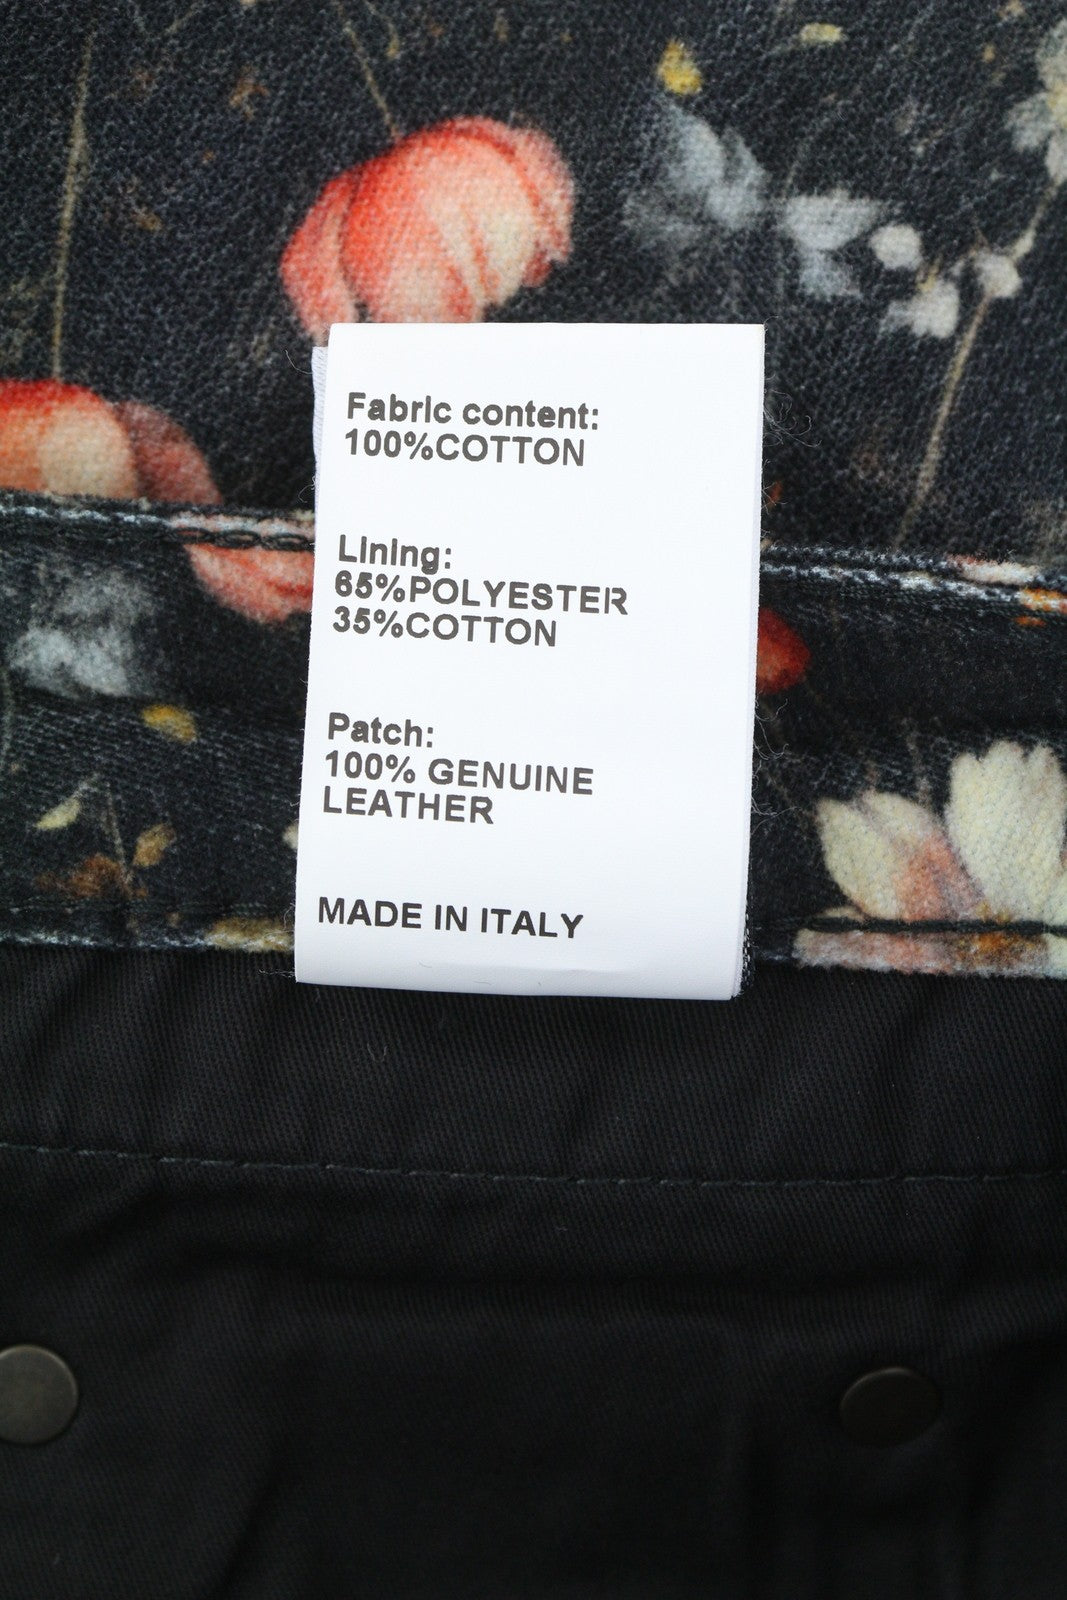 Fabric content:
100%COTTON
Lining:
65%POLYESTER
35%COTTON
Patch:
100% GENUINE
LEATHER
MADE IN ITALY